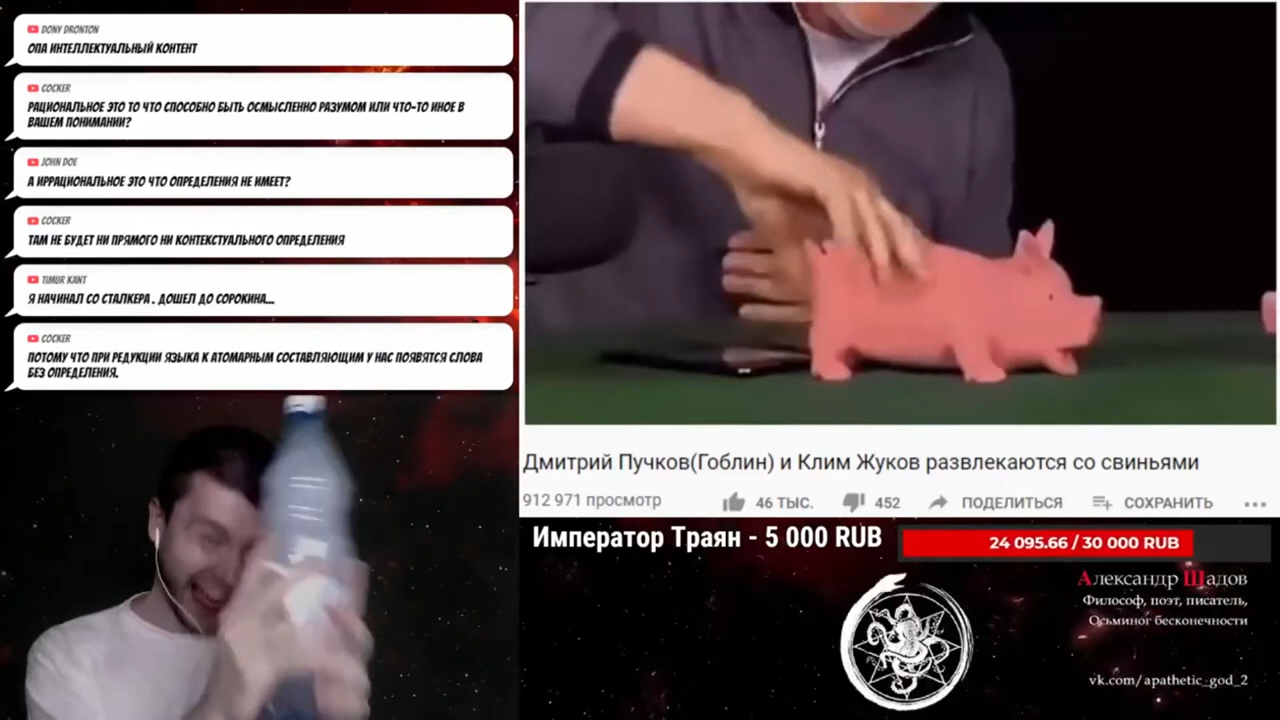 DONY DRONTON
ОПА ИНТЕЛЛЕКТУАЛЬНЫЙ КОНТЕНТ
COCKER
РАЦИОНАЛЬНОЕ ЭТО ТО ЧТО СПОСОБНО БЫТЬ ОСМЫСЛЕННО РАЗУМОМ ИЛИ ЧТО-ТО ИНОЕ В
ВАШЕМ ПОНИМАНИИ?
JOHN DOE
А ИРРАЦИОНАЛЬНОЕ ЭТО ЧТО ОПРЕДЕЛЕНИЯ НЕ ИМЕЕТ?
COCKER
ТАМ НЕ БУДЕТ НИ ПРЯМОГО НИ КОНТЕКСТУАЛЬНОГО ОПРЕДЕЛЕНИЯ
TIMUR KANT
Я НАЧИНАЛ СО СТАЛКЕРА . ДОШЕЛ ДО СОРОКИНА...
COCKER
ПОТОМУ ЧТО ПРИ РЕДУКЦИИ ЯЗЫКА К АТОМАРНЫМ СОСТАВЛЯЮЩИМ У НАС ПОЯВЯТСЯ СЛОВА
БЕЗ ОПРЕДЕЛЕНИЯ.
Дмитрий Пучков(Гоблин) и Клим Жуков развлекаются со свиньями
912 971 просмотр
46 ТЫС.
452
ПОДЕЛИТЬСЯ
СОХРАНИТЬ
Император Траян - 5 000 RUB
24 095.66 / 30 000 RUB
Александр Шадов
Философ, поэт, писатель,
Осьминог бесконечности
vk.com/apathetic_god_2